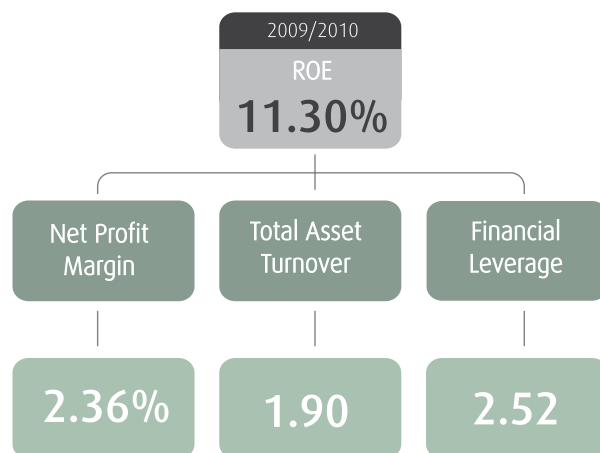 2009/2010
ROE
11.30%
Net Profit
Margin
Total Asset
Turnover
Financial
Leverage
2.36%
1.90
2.52